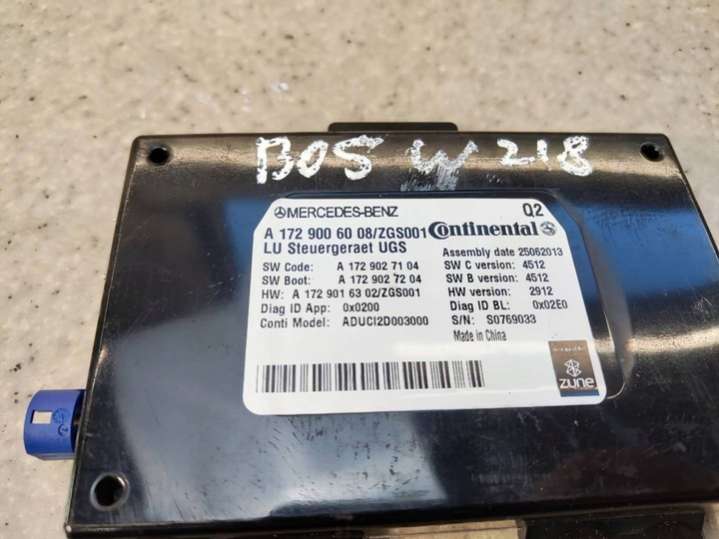 BOS W 218
MERCEDES-BENZ Q2
A 172 900 60 08/ZGS001 Continental
LU Steuergeraet UGS Assembly date 25062013
SW Code: A 172 902 71 04 SW C version: 4512
SW Boot: A 172 902 72 04 SW B version: 4512
HW: A 172 901 63 02/ZGS001 HW version: 2912
Diag ID App: 0x0200 Diag ID BL: 0x02E0
Conti Model: ADUCI2D003000 S/N: S0769033
Made in China
zune